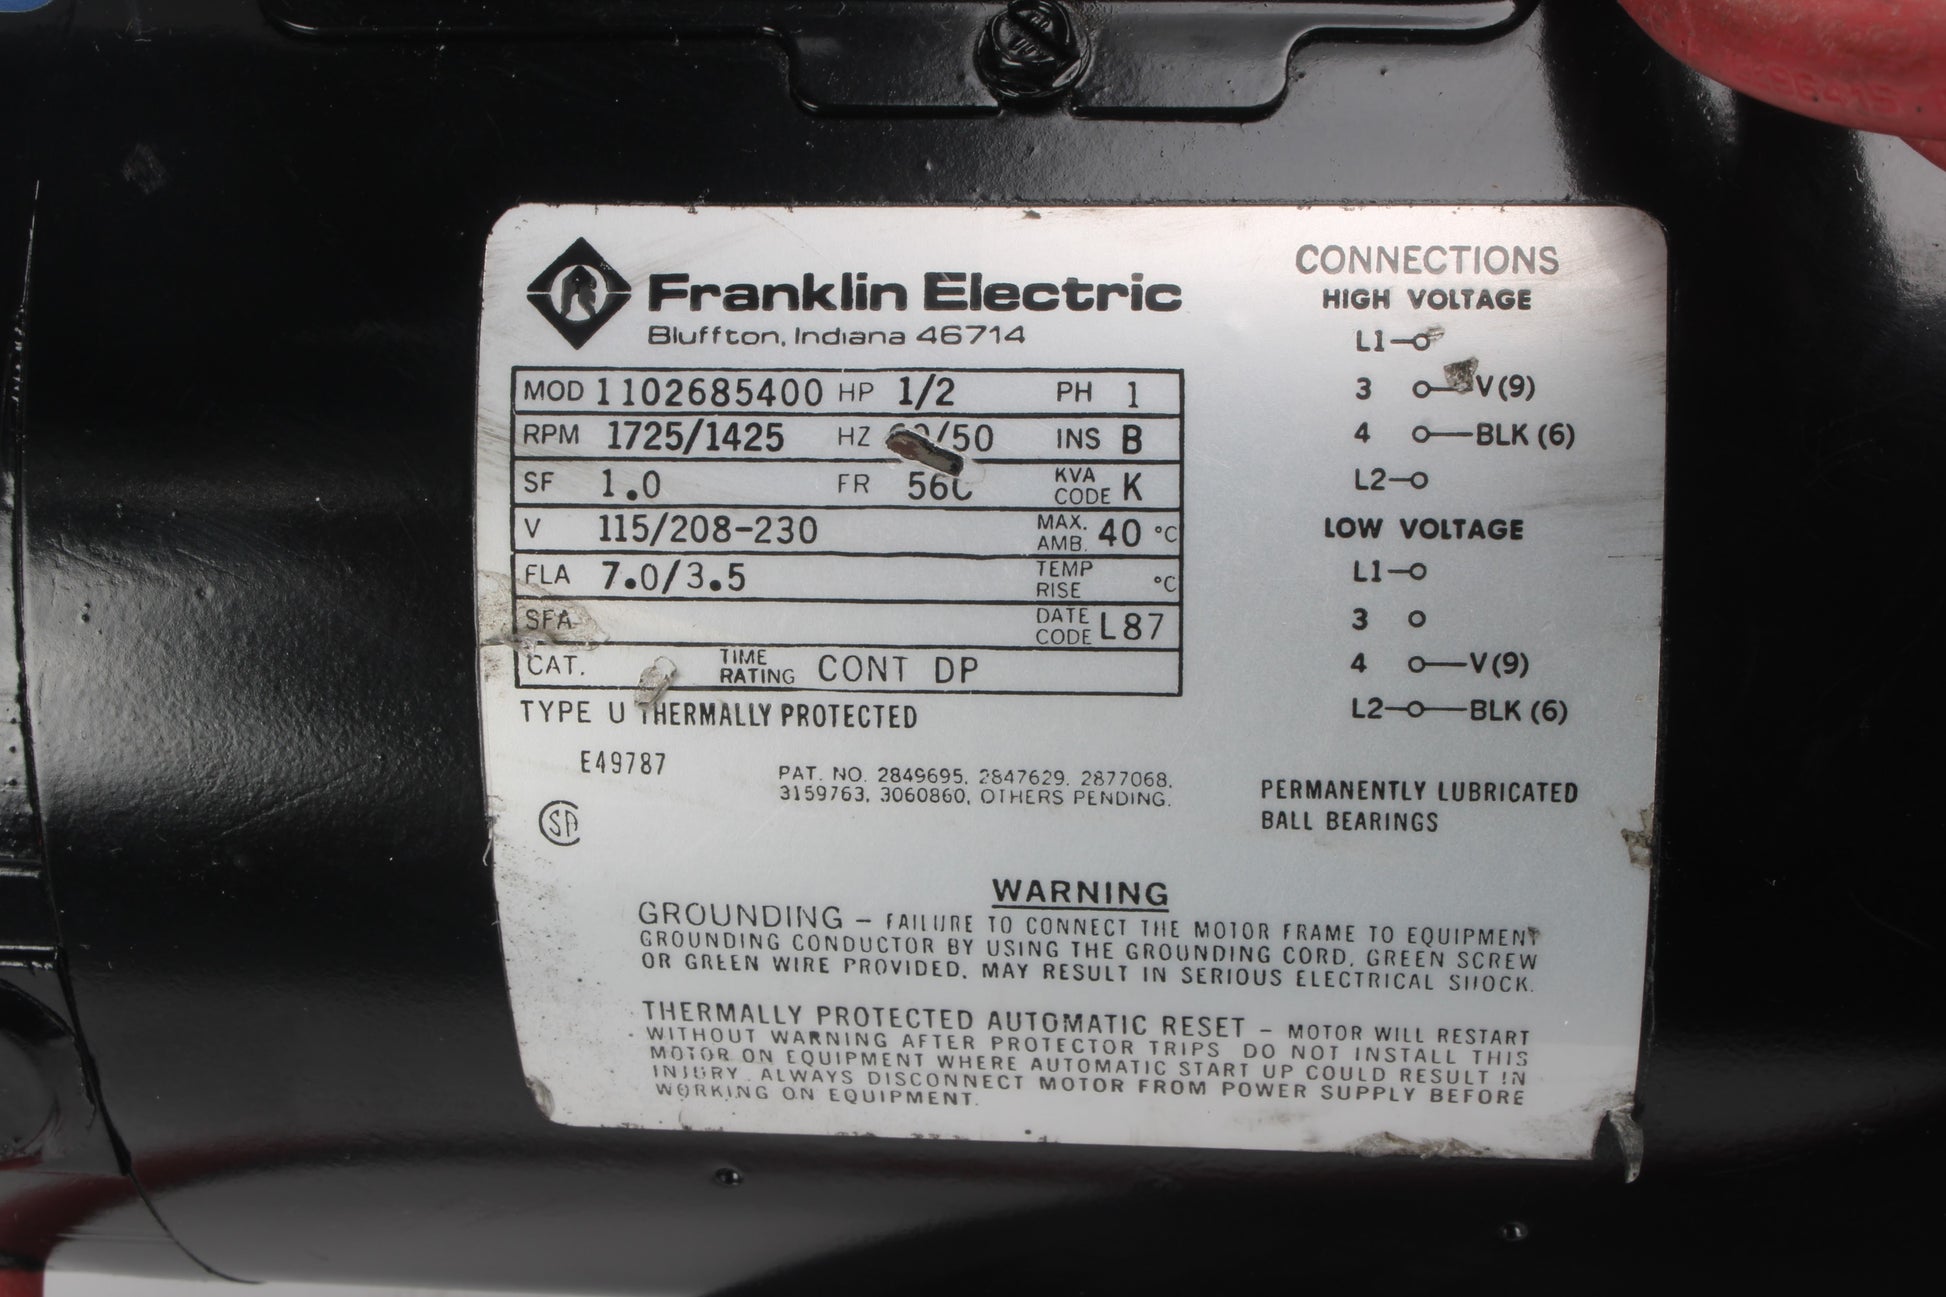 Franklin Electric
Bluffton, Indiana 46714
MOD 1102685400 HP 1/2 PH 1
RPM 1725/1425 HZ /50 INS B
SF 1.0 FR 56C KVA CODE K
V 115/208-230 MAX. AMB. 40 °C
FLA 7.0/3.5 TEMP RISE °C
SFA DATE CODE L87
CAT. TIME RATING CONT DP
TYPE U THERMALLY PROTECTED
E49787
PAT. NO. 2849695, 2847629, 2877068,
3159763, 3060860, OTHERS PENDING.
SA
CONNECTIONS
HIGH VOLTAGE
L1
3 V (9)
4 BLK (6)
L2
LOW VOLTAGE
L1
3
4 V (9)
L2 BLK (6)
PERMANENTLY LUBRICATED
BALL BEARINGS
WARNING
GROUNDING – FAILURE TO CONNECT THE MOTOR FRAME TO EQUIPMENT
GROUNDING CONDUCTOR BY USING THE GROUNDING CORD, GREEN SCREW
OR GREEN WIRE PROVIDED, MAY RESULT IN SERIOUS ELECTRICAL SHOCK.
THERMALLY PROTECTED AUTOMATIC RESET – MOTOR WILL RESTART
WITHOUT WARNING AFTER PROTECTOR TRIPS DO NOT INSTALL THIS
MOTOR ON EQUIPMENT WHERE AUTOMATIC START UP COULD RESULT IN
INJURY. ALWAYS DISCONNECT MOTOR FROM POWER SUPPLY BEFORE
WORKING ON EQUIPMENT.